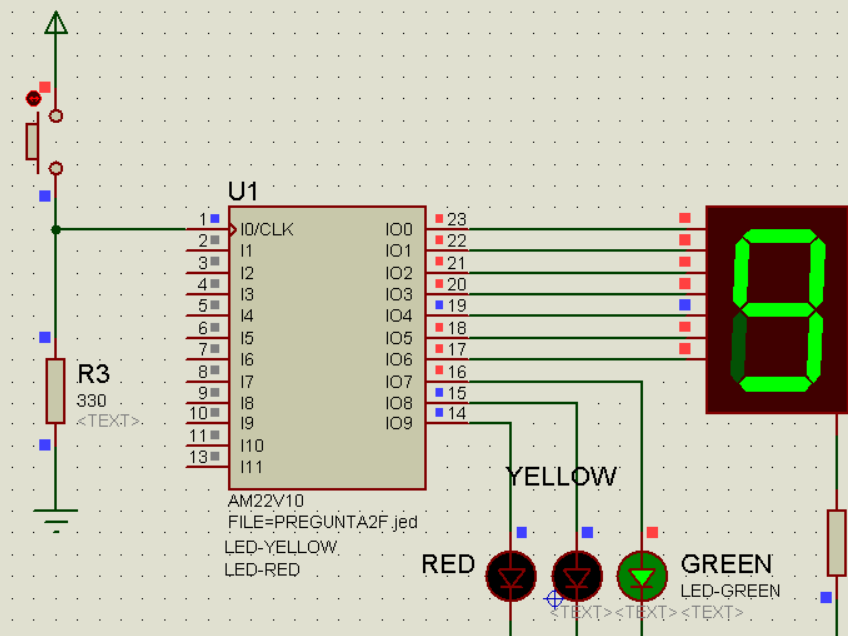 U1
1 I0/CLK IO0 23
2 I1 IO1 22
3 I2 IO2 21
4 I3 IO3 20
5 I4 IO4 19
6 I5 IO5 18
7 I6 IO6 17
8 I7 IO7 16
9 I8 IO8 15
10 I9 IO9 14
11 I10
13 I11
R3
330
<TEXT>
AM22V10
FILE=PREGUNTA2F.jed
LED-YELLOW
LED-RED
YELLOW
RED
GREEN
LED-GREEN
<TEXT><TEXT><TEXT>
9